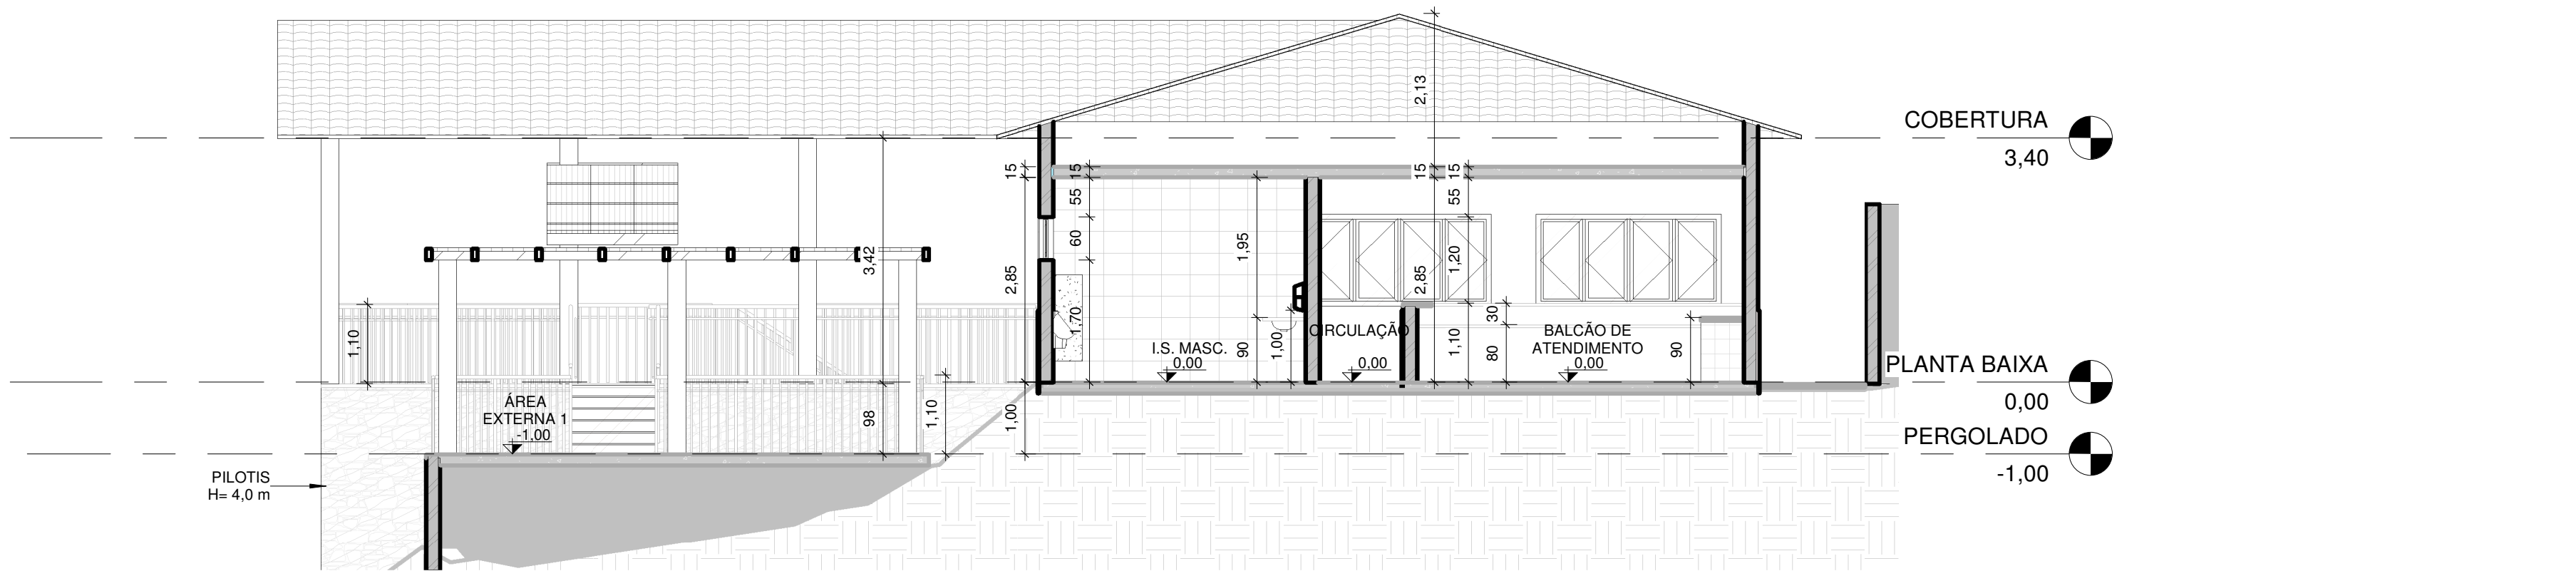 2,13
COBERTURA
3,40
15
15
15
15
55
55
3,42
60
1,95
2,85
2,85
1,20
1,10
1,70
30
CIRCULAÇÃO
BALCÃO DE
ATENDIMENTO
I.S. MASC.
90
1,00
1,10
80
90
0,00
0,00
0,00
PLANTA BAIXA
0,00
ÁREA
EXTERNA 1
-1,00
98
1,10
1,00
PERGOLADO
-1,00
PILOTIS
H= 4,0 m